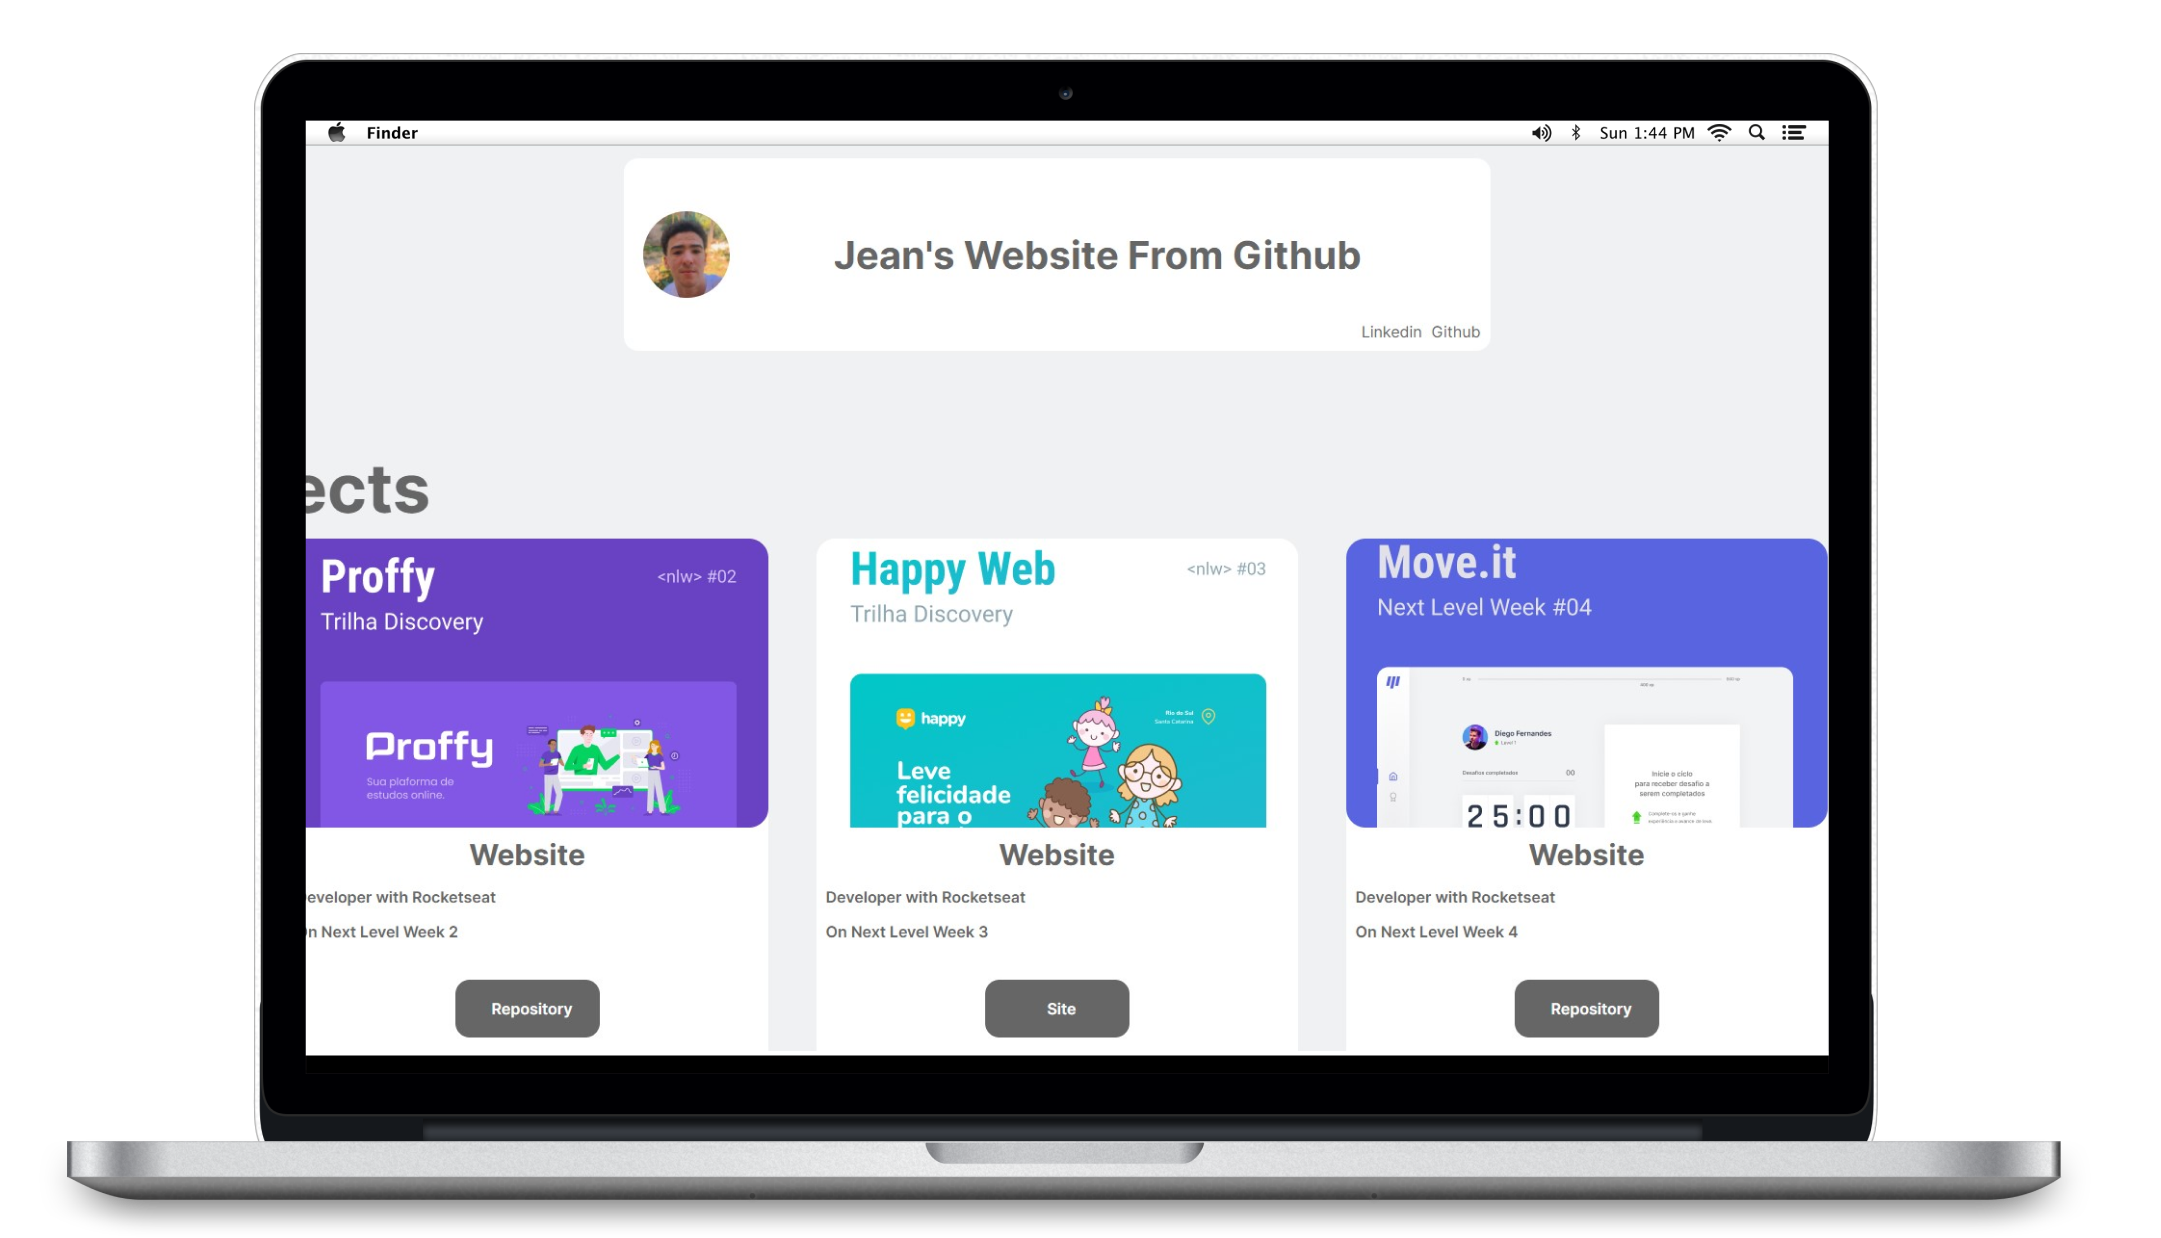 Finder
Sun 1:44 PM
Jean's Website From Github
Linkedin Github
ects
Proffy
<nlw> #02
Trilha Discovery
Proffy
Sua plaforma de
estudos online.
Website
eveloper with Rocketseat
n Next Level Week 2
Repository
Happy Web
<nlw> #03
Trilha Discovery
happy
Rio do Sul
Santa Catarina
Leve
felicidade
para o
Website
Developer with Rocketseat
On Next Level Week 3
Site
Move.it
Next Level Week #04
Diego Fernandes
Level 1
Desafios completados 00
25:00
Inicie o ciclo
para receber desafio a
serem completados
Website
Developer with Rocketseat
On Next Level Week 4
Repository